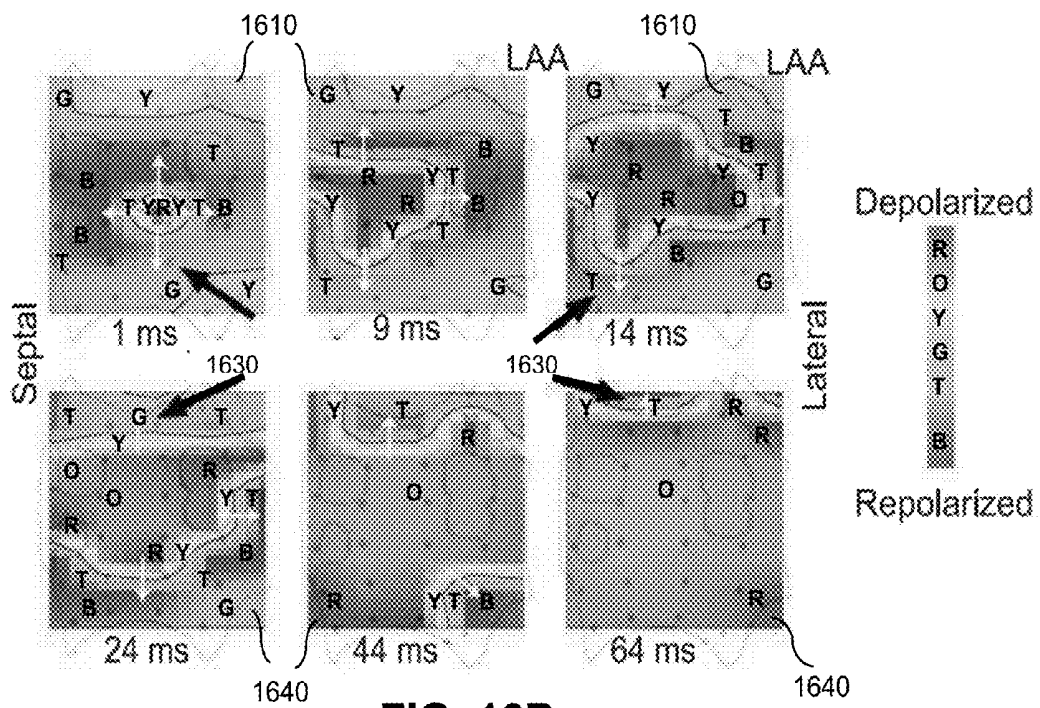 1610
1610
LAA
LAA
G Y
T
B
T Y R Y T B
B
T
G Y
G Y
T B
R Y T
Y R B
Y T
T G
G Y
T
Y B
R Y T
Y R O
Y T
B
T G
1 ms
9 ms
14 ms
Septal
Lateral
Depolarized
R
O
Y
G
T
B
Repolarized
1630
1630
T G T
Y
O R
O Y T
R
R Y B
T T
B G
Y T
R
O
R Y T B
Y T R
R
O
R
24 ms
44 ms
64 ms
1640
1640